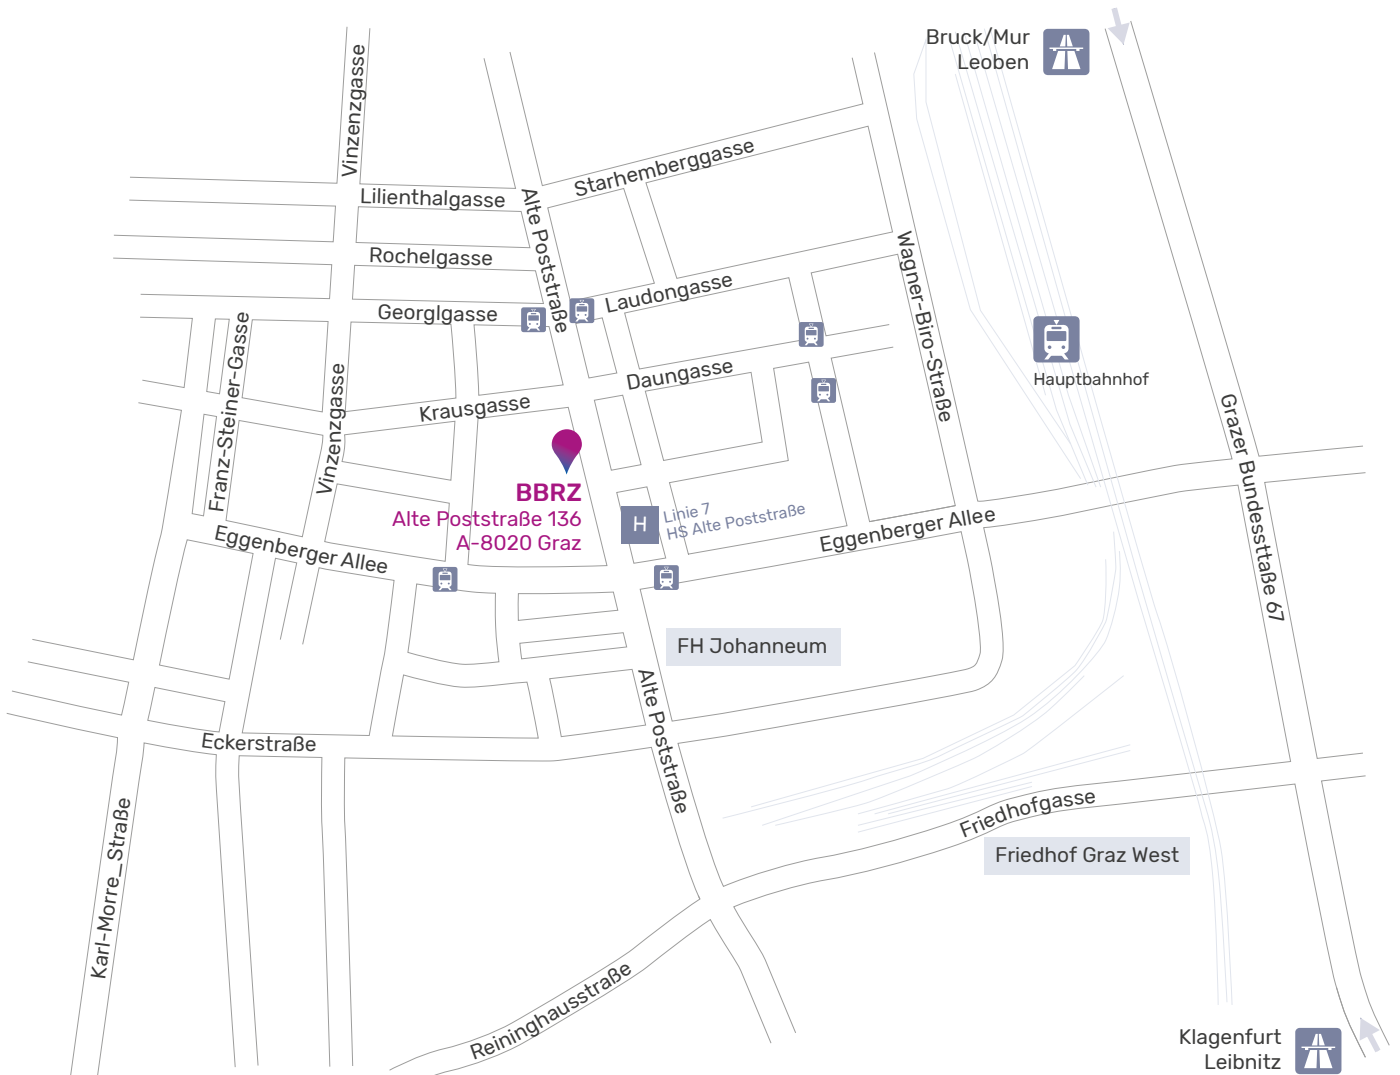 Bruck/Mur
Leoben
Vinzenzgasse
Starhemberggasse
Lilienthalgasse
Alte Poststraße
Rochelgasse
Wagner-Biro-Straße
Laudongasse
Georglgasse
Franz-Steiner-Gasse
Hauptbahnhof
Daungasse
Vinzenzgasse
Krausgasse
Grazer Bundessttaße 67
BBRZ
Alte Poststraße 136
A-8020 Graz
H
Linie 7
HS Alte Poststraße
Eggenberger Allee
Eggenberger Allee
FH Johanneum
Alte Poststraße
Eckerstraße
Karl-Morre_Straße
Friedhofgasse
Friedhof Graz West
Reininghausstraße
Klagenfurt
Leibnitz